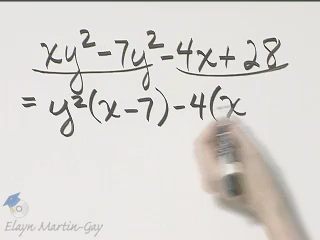 xy²-7y²-4x+28
= y²(x-7)-4(x
Elayn Martin-Gay